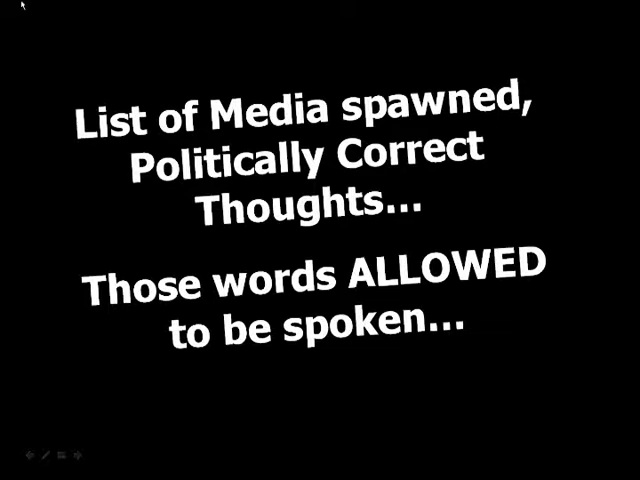 List of Media spawned,
Politically Correct
Thoughts...
Those words ALLOWED
to be spoken...